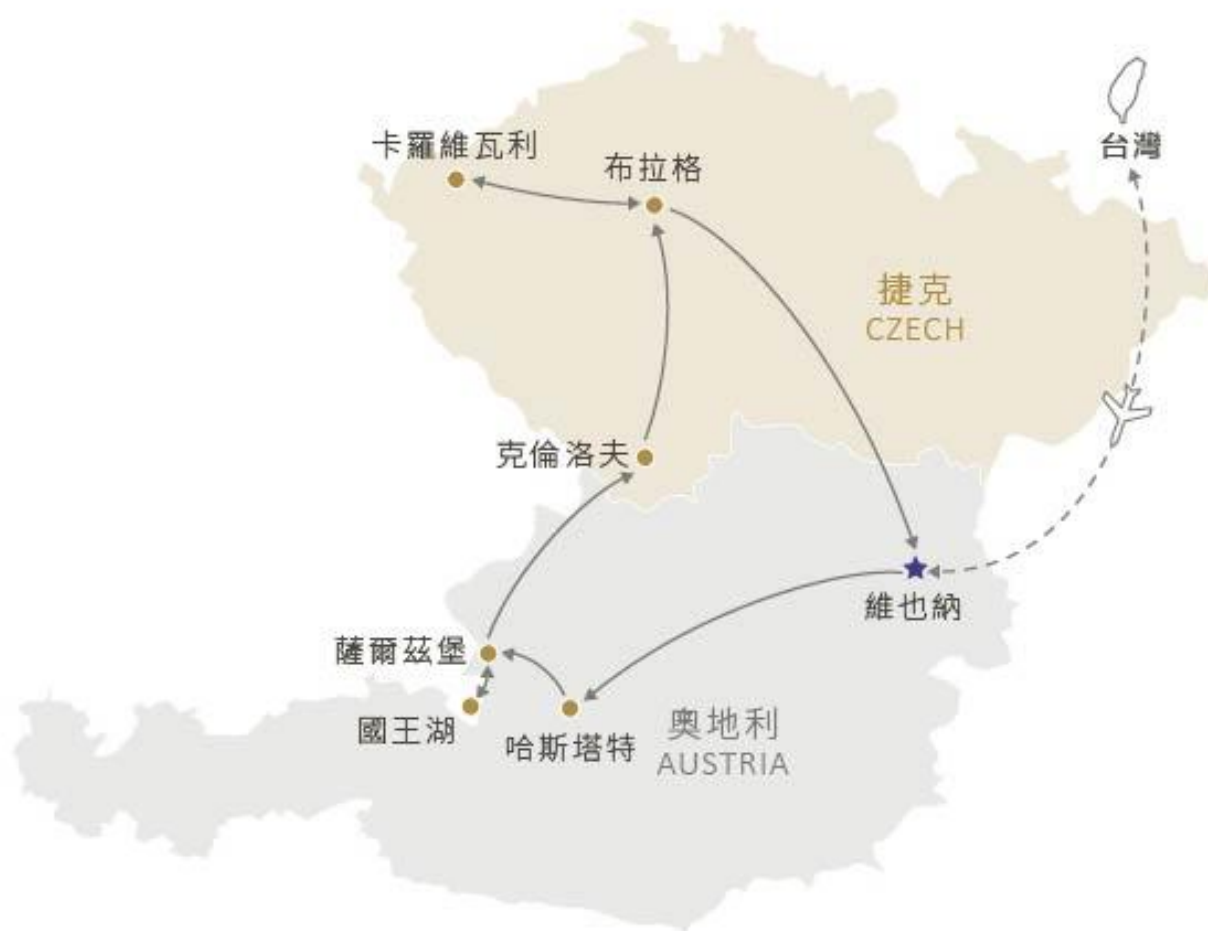 卡羅維瓦利
布拉格
台灣
捷克
CZECH
克倫洛夫
維也納
薩爾茲堡
國王湖
哈斯塔特
奧地利
AUSTRIA